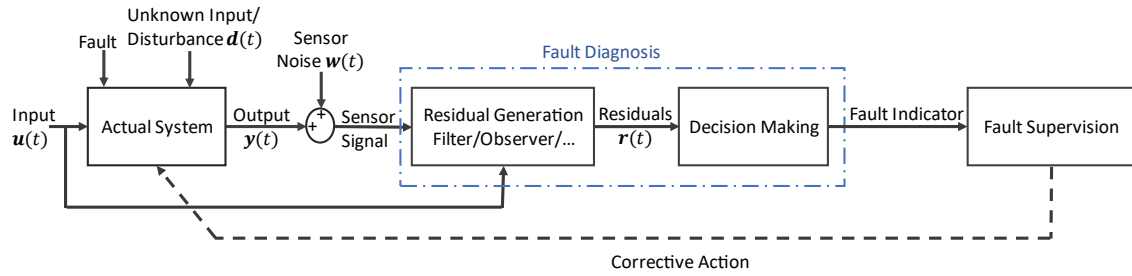 Unknown Input/
Fault Disturbance d(t)
Sensor
Noise w(t)
Fault Diagnosis
Input
u(t)
Actual System
Output
y(t)
+
+
Sensor
Signal
Residual Generation
Filter/Observer/...
Residuals
r(t)
Decision Making
Fault Indicator
Fault Supervision
Corrective Action